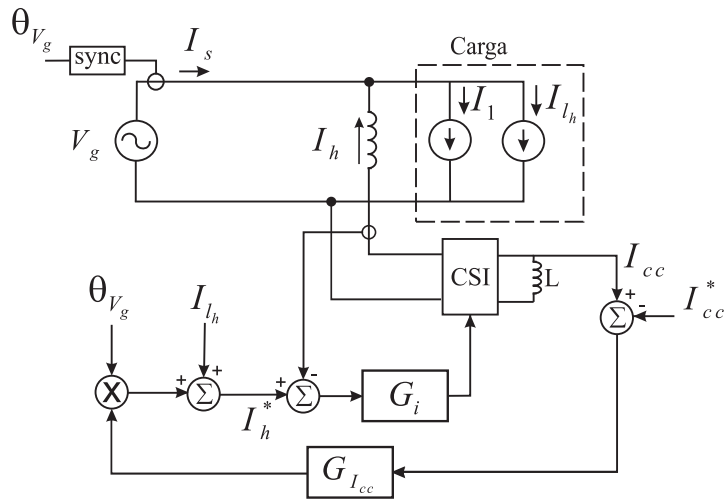 θ_{V_g}
sync
I_s
Carga
V_g
I_h
I_1
I_{l_h}
CSI
L
I_{cc}
θ_{V_g}
I_{l_h}
+
-
I_{cc}^*
Σ
X
+
+
Σ
+
-
Σ
I_h^*
G_i
G_{I_{cc}}